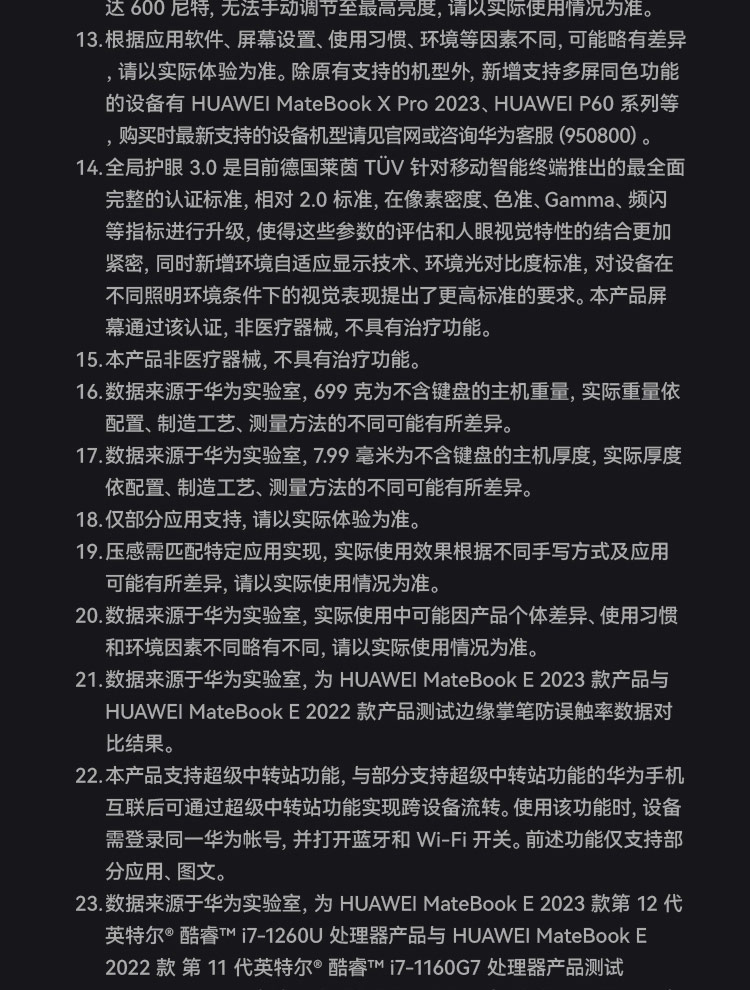 达 600 尼特, 无法手动调节至最高亮度, 请以实际使用情况为准。
13.根据应用软件、屏幕设置、使用习惯、环境等因素不同, 可能略有差异
, 请以实际体验为准。除原有支持的机型外, 新增支持多屏同色功能
的设备有 HUAWEI MateBook X Pro 2023、HUAWEI P60 系列等
, 购买时最新支持的设备机型请见官网或咨询华为客服 (950800) 。
14.全局护眼 3.0 是目前德国莱茵 TÜV 针对移动智能终端推出的最全面
完整的认证标准, 相对 2.0 标准, 在像素密度、色准、Gamma、频闪
等指标进行升级, 使得这些参数的评估和人眼视觉特性的结合更加
紧密, 同时新增环境自适应显示技术、环境光对比度标准, 对设备在
不同照明环境条件下的视觉表现提出了更高标准的要求。本产品屏
幕通过该认证, 非医疗器械, 不具有治疗功能。
15.本产品非医疗器械, 不具有治疗功能。
16.数据来源于华为实验室, 699 克为不含键盘的主机重量, 实际重量依
配置、制造工艺、测量方法的不同可能有所差异。
17.数据来源于华为实验室, 7.99 毫米为不含键盘的主机厚度, 实际厚度
依配置、制造工艺、测量方法的不同可能有所差异。
18.仅部分应用支持, 请以实际体验为准。
19.压感需匹配特定应用实现, 实际使用效果根据不同手写方式及应用
可能有所差异, 请以实际使用情况为准。
20.数据来源于华为实验室, 实际使用中可能因产品个体差异、使用习惯
和环境因素不同略有不同, 请以实际使用情况为准。
21.数据来源于华为实验室, 为 HUAWEI MateBook E 2023 款产品与
HUAWEI MateBook E 2022 款产品测试边缘掌笔防误触率数据对
比结果。
22.本产品支持超级中转站功能, 与部分支持超级中转站功能的华为手机
互联后可通过超级中转站功能实现跨设备流转。使用该功能时, 设备
需登录同一华为帐号, 并打开蓝牙和 Wi-Fi 开关。前述功能仅支持部
分应用、图文。
23.数据来源于华为实验室, 为 HUAWEI MateBook E 2023 款第 12 代
英特尔® 酷睿™ i7-1260U 处理器产品与 HUAWEI MateBook E
2022 款 第 11 代英特尔® 酷睿™ i7-1160G7 处理器产品测试